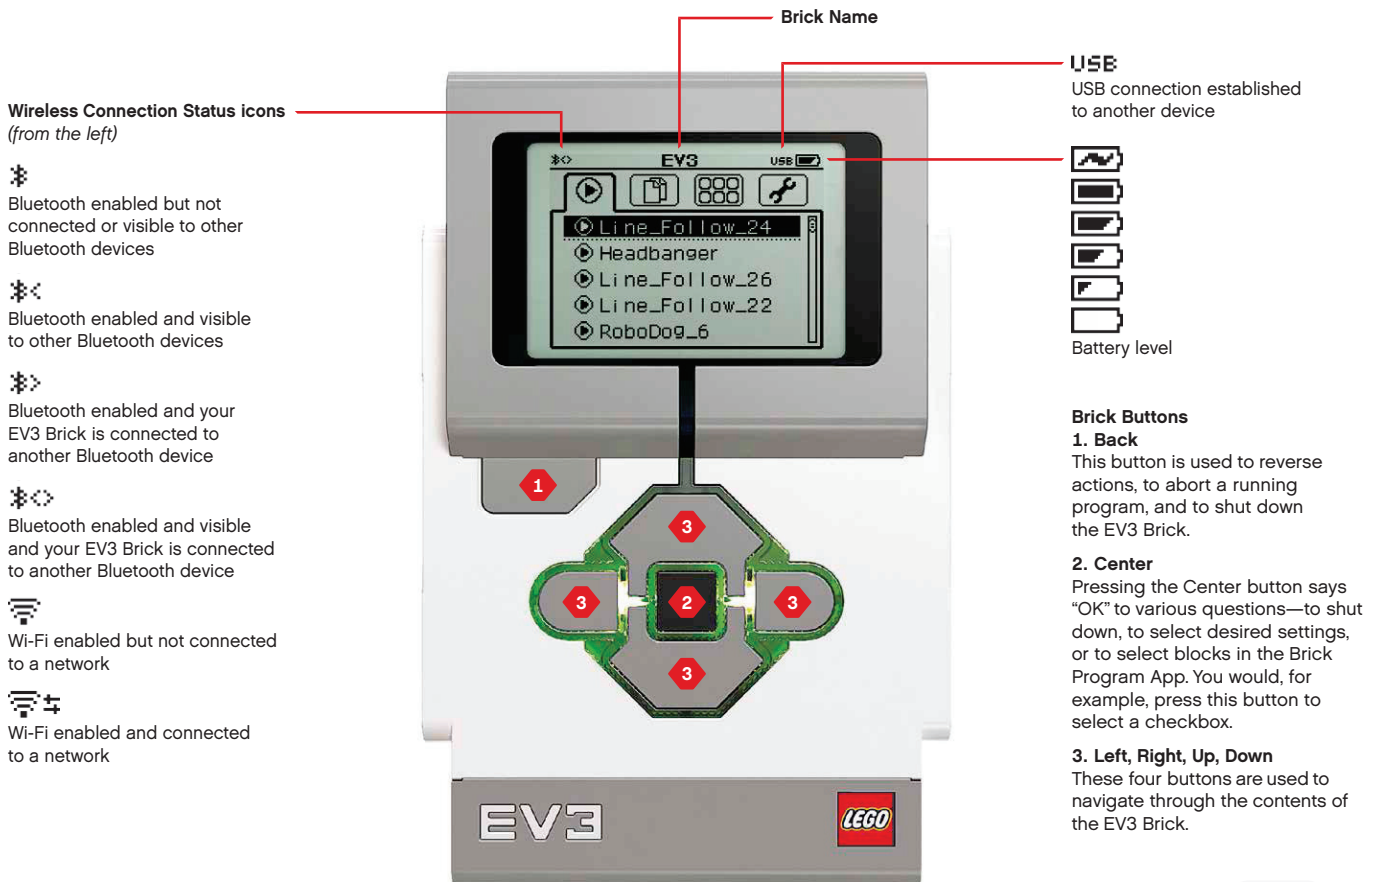 Brick Name
Wireless Connection Status icons
(from the left)
Bluetooth enabled but not
connected or visible to other
Bluetooth devices
Bluetooth enabled and visible
to other Bluetooth devices
Bluetooth enabled and your
EV3 Brick is connected to
another Bluetooth device
Bluetooth enabled and visible
and your EV3 Brick is connected
to another Bluetooth device
Wi-Fi enabled but not connected
to a network
Wi-Fi enabled and connected
to a network
EV3
USB
Line_Follow_24
Headbanger
Line_Follow_26
Line_Follow_22
RoboDog_6
1
3
3
2
3
3
EV3
LEGO
USB
USB connection established
to another device
Battery level
Brick Buttons
1. Back
This button is used to reverse
actions, to abort a running
program, and to shut down
the EV3 Brick.
2. Center
Pressing the Center button says
“OK” to various questions—to shut
down, to select desired settings,
or to select blocks in the Brick
Program App. You would, for
example, press this button to
select a checkbox.
3. Left, Right, Up, Down
These four buttons are used to
navigate through the contents of
the EV3 Brick.